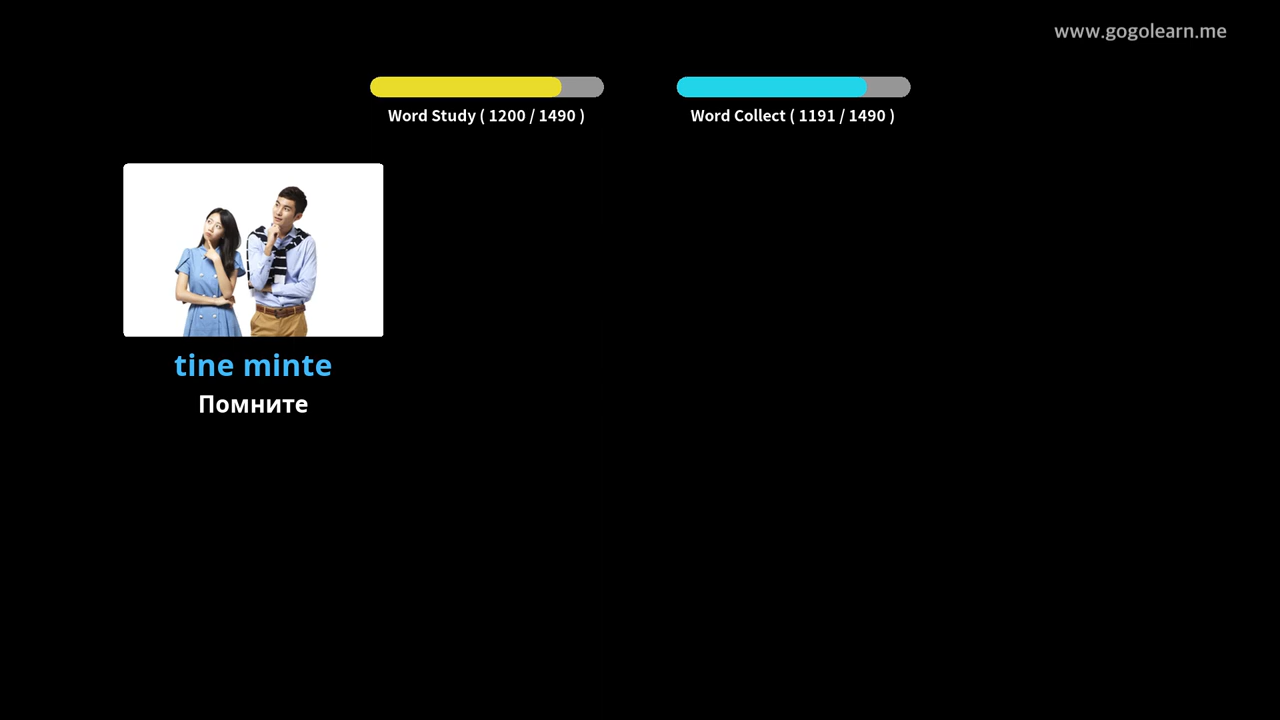 www.gogolearn.me
Word Study ( 1200 / 1490 )
Word Collect ( 1191 / 1490 )
tine minte
Помните